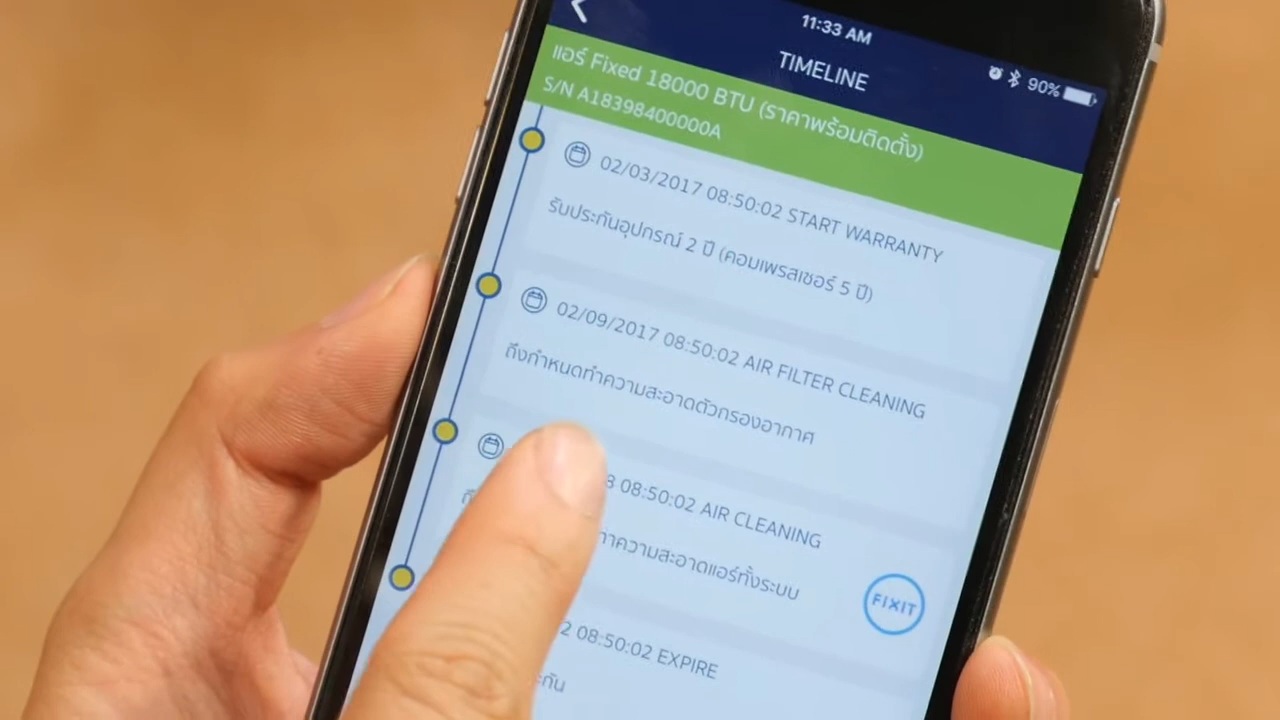 11:33 AM
90%
TIMELINE
แอร์ Fixed 18000 BTU (ราคาพร้อมติดตั้ง)
S/N A18398400000A
02/03/2017 08:50:02 START WARRANTY
รับประกันอุปกรณ์ 2 ปี (คอมเพรสเซอร์ 5 ปี)
02/09/2017 08:50:02 AIR FILTER CLEANING
ถึงกำหนดทำความสะอาดตัวกรองอากาศ
08:50:02 AIR CLEANING
ทำความสะอาดแอร์ทั้งระบบ
FIXIT
2 08:50:02 EXPIRE